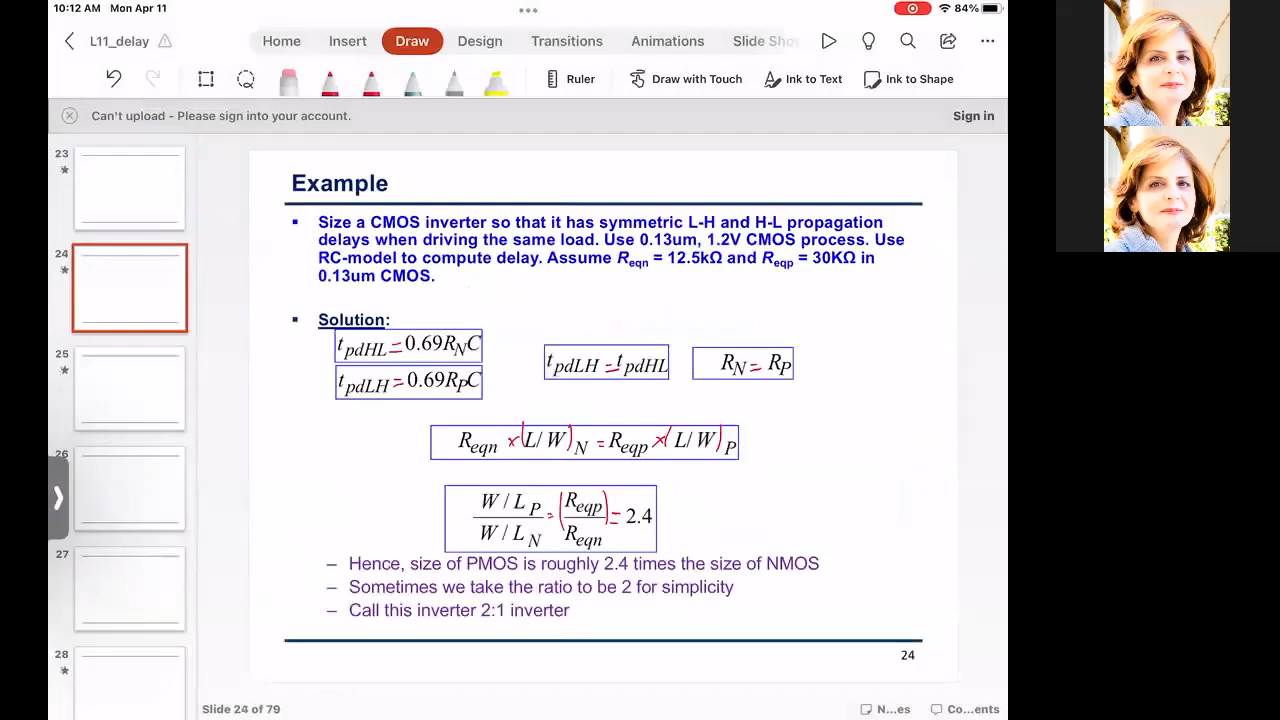 10:12 AM Mon Apr 11
84%
L11_delay
Home Insert Draw Design Transitions Animations Slide Sho
Ruler Draw with Touch Ink to Text Ink to Shape
Can't upload - Please sign into your account. Sign in
23
24
25
26
27
28
Example
Size a CMOS inverter so that it has symmetric L-H and H-L propagation
delays when driving the same load. Use 0.13um, 1.2V CMOS process. Use
RC-model to compute delay. Assume Reqn = 12.5kΩ and Reqp = 30KΩ in
0.13um CMOS.
Solution:
tpdHL = 0.69RNC
tpdLH = 0.69RPC
tpdLH = tpdHL
RN = RP
Reqn × (L/W)N = Reqp × (L/W)P
W / LP
W / LN
=
(Reqp
Reqn)
= 2.4
– Hence, size of PMOS is roughly 2.4 times the size of NMOS
– Sometimes we take the ratio to be 2 for simplicity
– Call this inverter 2:1 inverter
24
Slide 24 of 79 N...es Co...ents